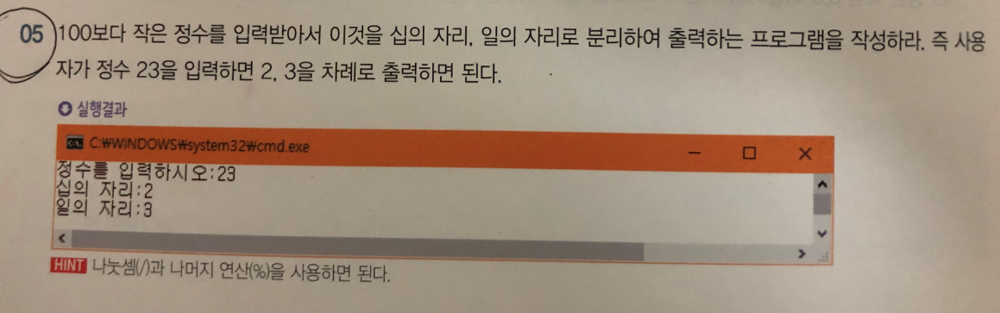 05 100보다 작은 정수를 입력받아서 이것을 십의 자리, 일의 자리로 분리하여 출력하는 프로그램을 작성하라. 즉 사용
자가 정수 23을 입력하면 2, 3을 차례로 출력하면 된다.
실행결과
C:₩WINDOWS₩system32₩cmd.exe
정수를 입력하시오:23
십의 자리:2
일의 자리:3
HINT 나눗셈(/)과 나머지 연산(%)을 사용하면 된다.